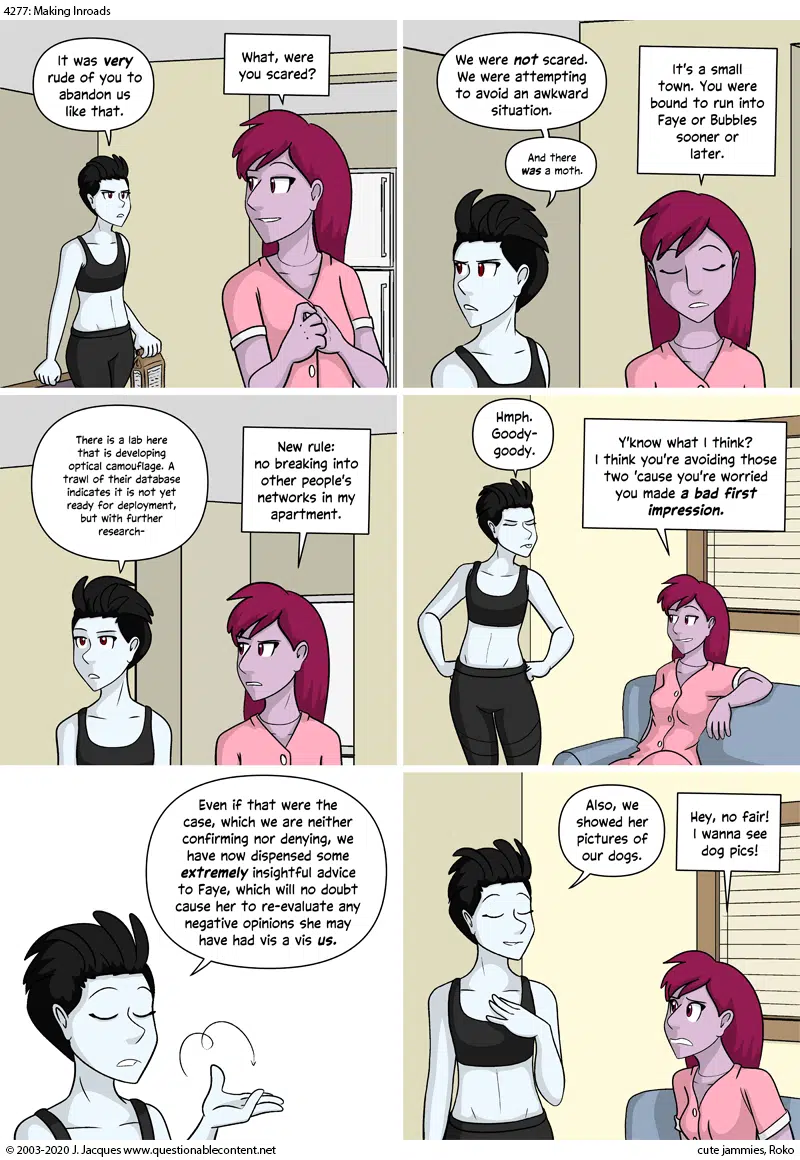 4277: Making Inroads
It was very
rude of you to
abandon us
like that.
What, were
you scared?
We were not scared.
We were attempting
to avoid an awkward
situation.
And there
was a moth.
It's a small
town. You were
bound to run into
Faye or Bubbles
sooner or
later.
There is a lab here
that is developing
optical camouflage. A
trawl of their database
indicates it is not yet
ready for deployment,
but with further
research-
New rule:
no breaking into
other people's
networks in my
apartment.
Hmph.
Goody-
goody.
Y'know what I think?
I think you're avoiding those
two 'cause you're worried
you made a bad first
impression.
Even if that were the
case, which we are neither
confirming nor denying, we
have now dispensed some
extremely insightful advice
to Faye, which will no doubt
cause her to re-evaluate any
negative opinions she may
have had vis a vis us.
Also, we
showed her
pictures of
our dogs.
Hey, no fair!
I wanna see
dog pics!
© 2003-2020 J. Jacques www.questionablecontent.net
cute jammies, Roko